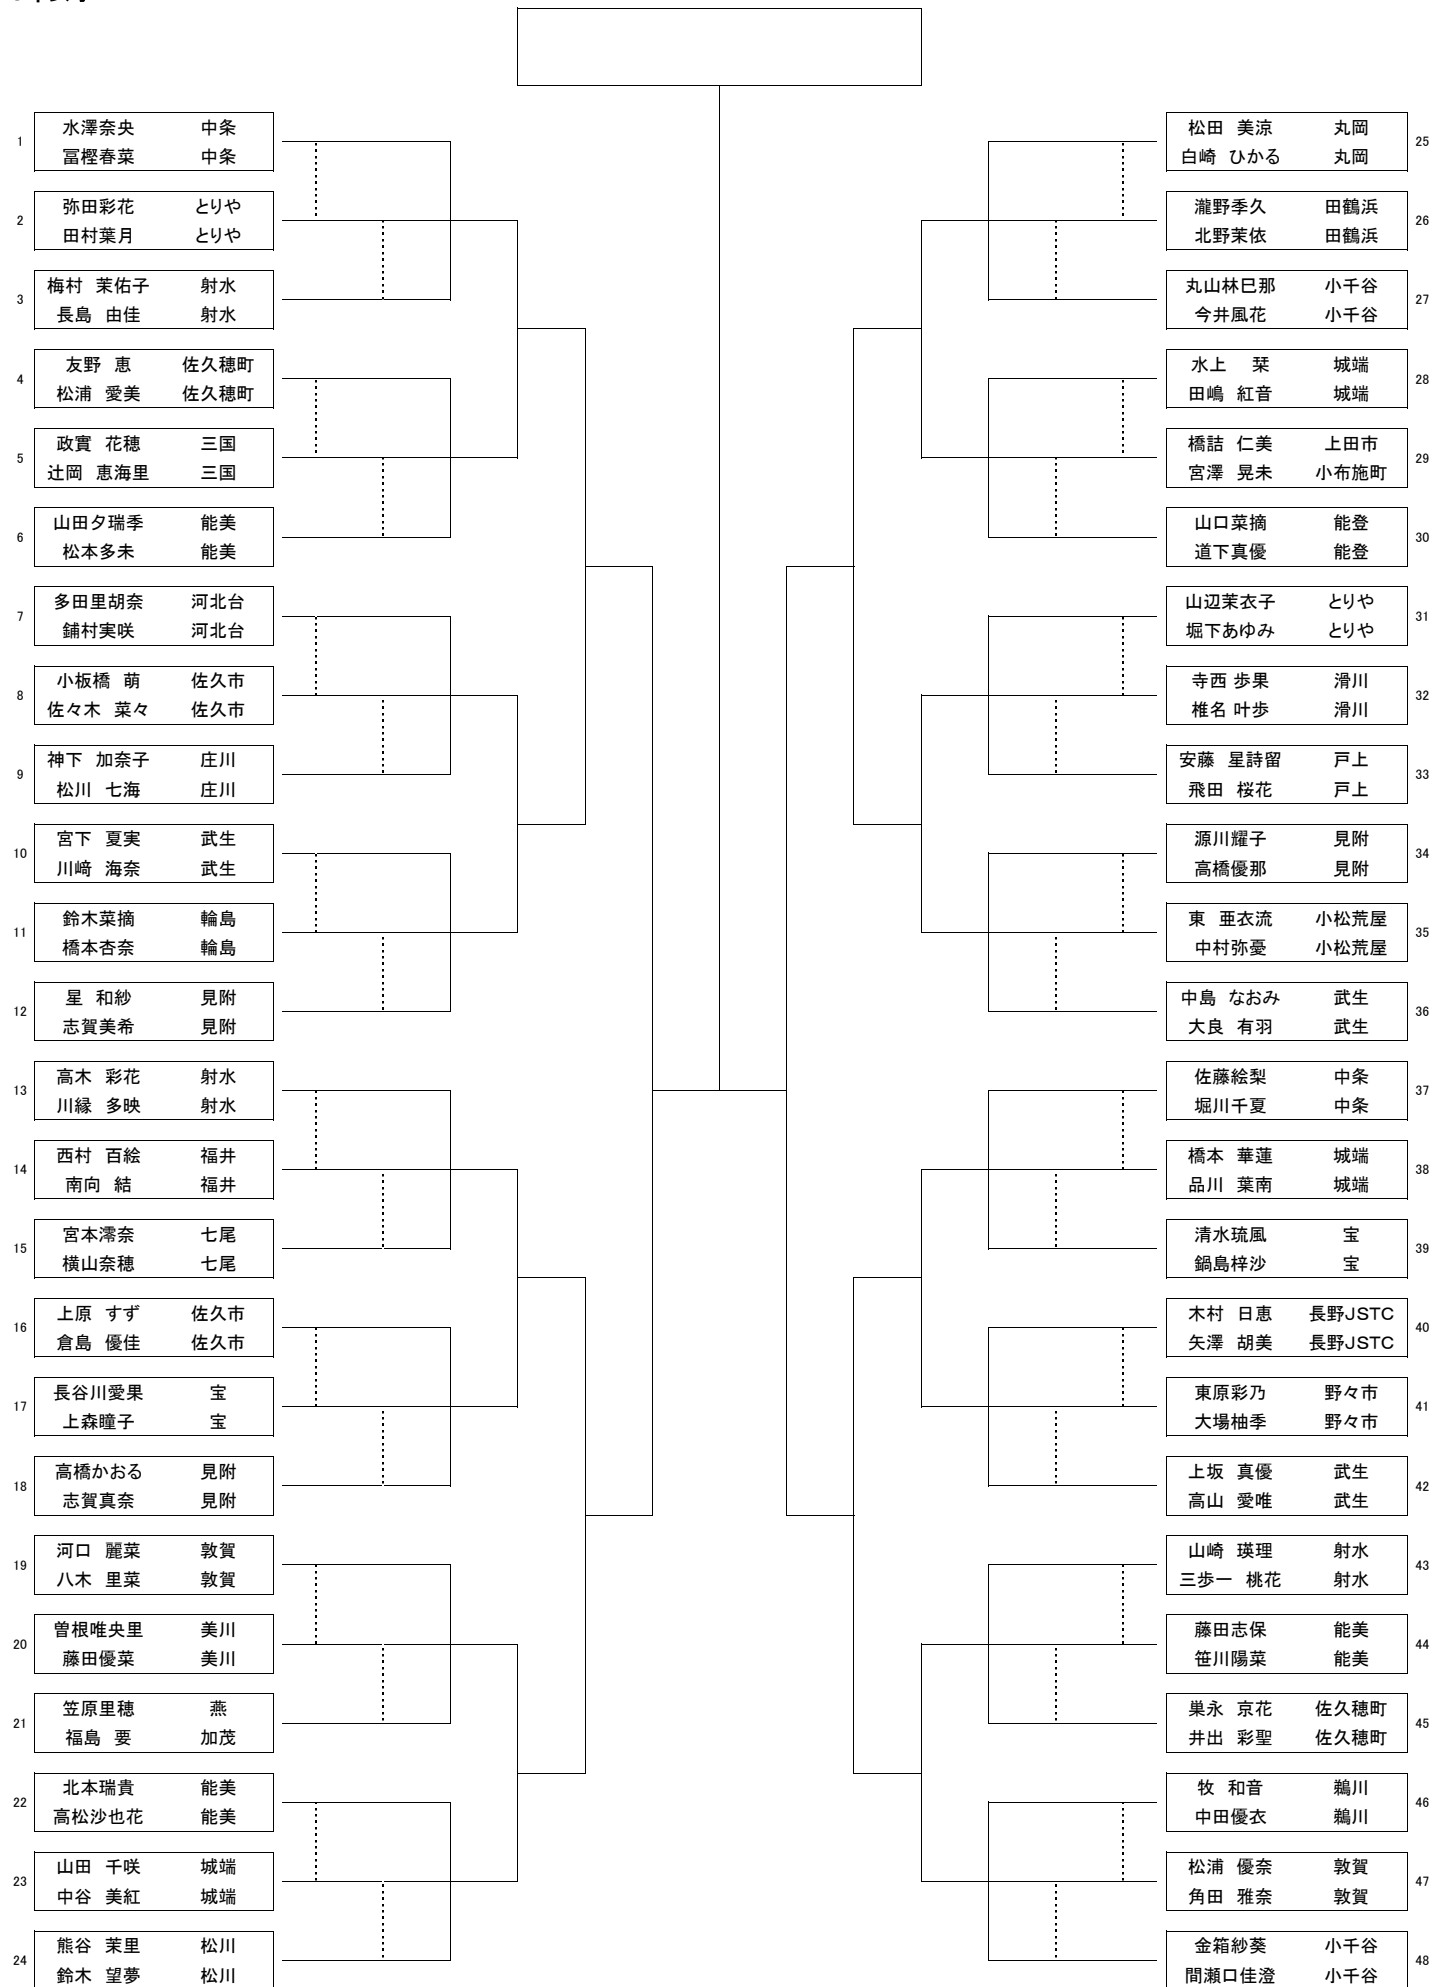 1
水澤奈央 中条
冨樫春菜 中条
2
弥田彩花 とりや
田村葉月 とりや
3
梅村 茉佑子 射水
長島 由佳 射水
4
友野 恵 佐久穂町
松浦 愛美 佐久穂町
5
政實 花穂 三国
辻岡 恵海里 三国
6
山田夕瑞季 能美
松本多未 能美
7
多田里胡奈 河北台
鋪村実咲 河北台
8
小板橋 萌 佐久市
佐々木 菜々 佐久市
9
神下 加奈子 庄川
松川 七海 庄川
10
宮下 夏実 武生
川﨑 海奈 武生
11
鈴木菜摘 輪島
橋本杏奈 輪島
12
星 和紗 見附
志賀美希 見附
13
高木 彩花 射水
川縁 多映 射水
14
西村 百絵 福井
南向 結 福井
15
宮本澪奈 七尾
横山奈穂 七尾
16
上原 すず 佐久市
倉島 優佳 佐久市
17
長谷川愛果 宝
上森瞳子 宝
18
高橋かおる 見附
志賀真奈 見附
19
河口 麗菜 敦賀
八木 里菜 敦賀
20
曽根唯央里 美川
藤田優菜 美川
21
笠原里穂 燕
福島 要 加茂
22
北本瑞貴 能美
高松沙也花 能美
23
山田 千咲 城端
中谷 美紅 城端
24
熊谷 茉里 松川
鈴木 望夢 松川
松田 美涼 丸岡
25
白崎 ひかる 丸岡
瀧野季久 田鶴浜
26
北野茉依 田鶴浜
丸山林巳那 小千谷
27
今井風花 小千谷
水上 栞 城端
28
田嶋 紅音 城端
橋詰 仁美 上田市
29
宮澤 晃未 小布施町
山口菜摘 能登
30
道下真優 能登
山辺茉衣子 とりや
31
堀下あゆみ とりや
寺西 歩果 滑川
32
椎名 叶歩 滑川
安藤 星詩留 戸上
33
飛田 桜花 戸上
源川耀子 見附
34
高橋優那 見附
東 亜衣流 小松荒屋
35
中村弥憂 小松荒屋
中島 なおみ 武生
36
大良 有羽 武生
佐藤絵梨 中条
37
堀川千夏 中条
橋本 華蓮 城端
38
品川 葉南 城端
清水琉風 宝
39
鍋島梓沙 宝
木村 日恵 長野JSTC
40
矢澤 胡美 長野JSTC
東原彩乃 野々市
41
大場柚季 野々市
上坂 真優 武生
42
高山 愛唯 武生
山崎 瑛理 射水
43
三歩一 桃花 射水
藤田志保 能美
44
笹川陽菜 能美
巣永 京花 佐久穂町
45
井出 彩聖 佐久穂町
牧 和音 鵜川
46
中田優衣 鵜川
松浦 優奈 敦賀
47
角田 雅奈 敦賀
金箱紗葵 小千谷
48
間瀬口佳澄 小千谷